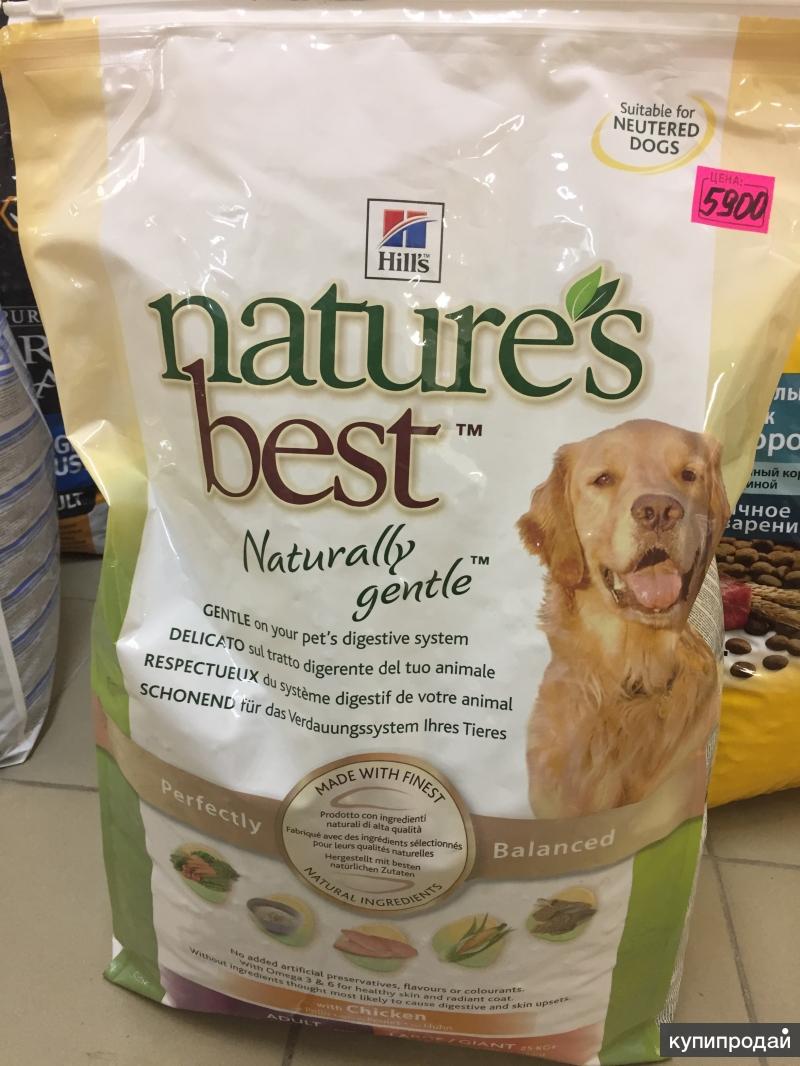 Suitable for
NEUTERED
DOGS
ЦЕНА:
5900
Hill's™
nature's
best™
Naturally
gentle™
GENTLE on your pet's digestive system
DELICATO sul tratto digerente del tuo animale
RESPECTUEUX du système digestif de votre animal
SCHONEND für das Verdauungssystem Ihres Tieres
Perfectly
MADE WITH FINEST
Prodotto con ingredienti
naturali di alta qualità
Fabriqué avec des ingrédients sélectionnés
pour leurs qualités naturelles
Hergestellt mit besten
natürlichen Zutaten
NATURAL INGREDIENTS
Balanced
No added artificial preservatives, flavours or colourants.
With Omega 3 & 6 for healthy skin and radiant coat.
Without ingredients thought most likely to cause digestive and skin upsets.
with Chicken
ADULT
LARGE / GIANT
купипродай